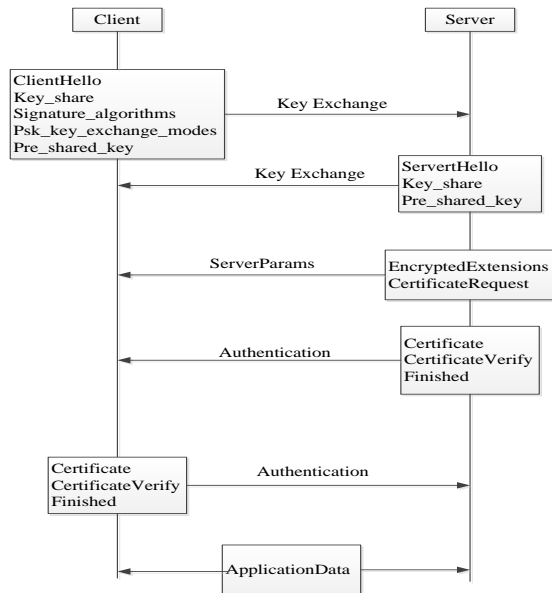 Client
Server
ClientHello
Key_share
Signature_algorithms
Psk_key_exchange_modes
Pre_shared_key
Key Exchange
Key Exchange
ServertHello
Key_share
Pre_shared_key
ServerParams
EncryptedExtensions
CertificateRequest
Authentication
Certificate
CertificateVerify
Finished
Certificate
CertificateVerify
Finished
Authentication
ApplicationData